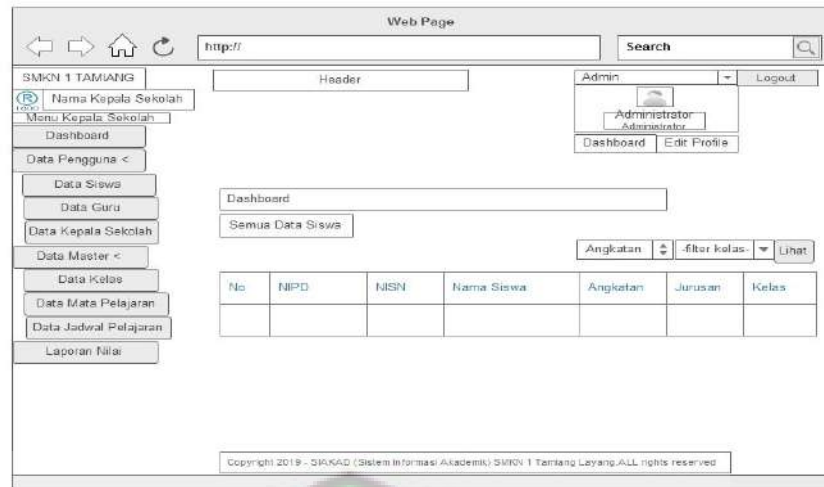 Web Page
http://
Search
SMKN 1 TAMIANG
Header
Admin
Logout
Logo
Nama Kepala Sekolah
Menu Kepala Sekolah
Administrator
Administrator
Dashboard
Edit Profile
Dashboard
Data Pengguna <
Data Siswa
Data Guru
Data Kepala Sekolah
Data Master <
Data Kelas
Data Mata Pelajaran
Data Jadwal Pelajaran
Laporan Nilai
Dashboard
Semua Data Siswa
Angkatan
-filter kelas-
Lihat
No NIPD NISN Nama Siswa Angkatan Jurusan Kelas
Copyright 2019 - SIAKAD (Sistem Informasi Akademik) SMKN 1 Tamiang Layang.ALL rights reserved